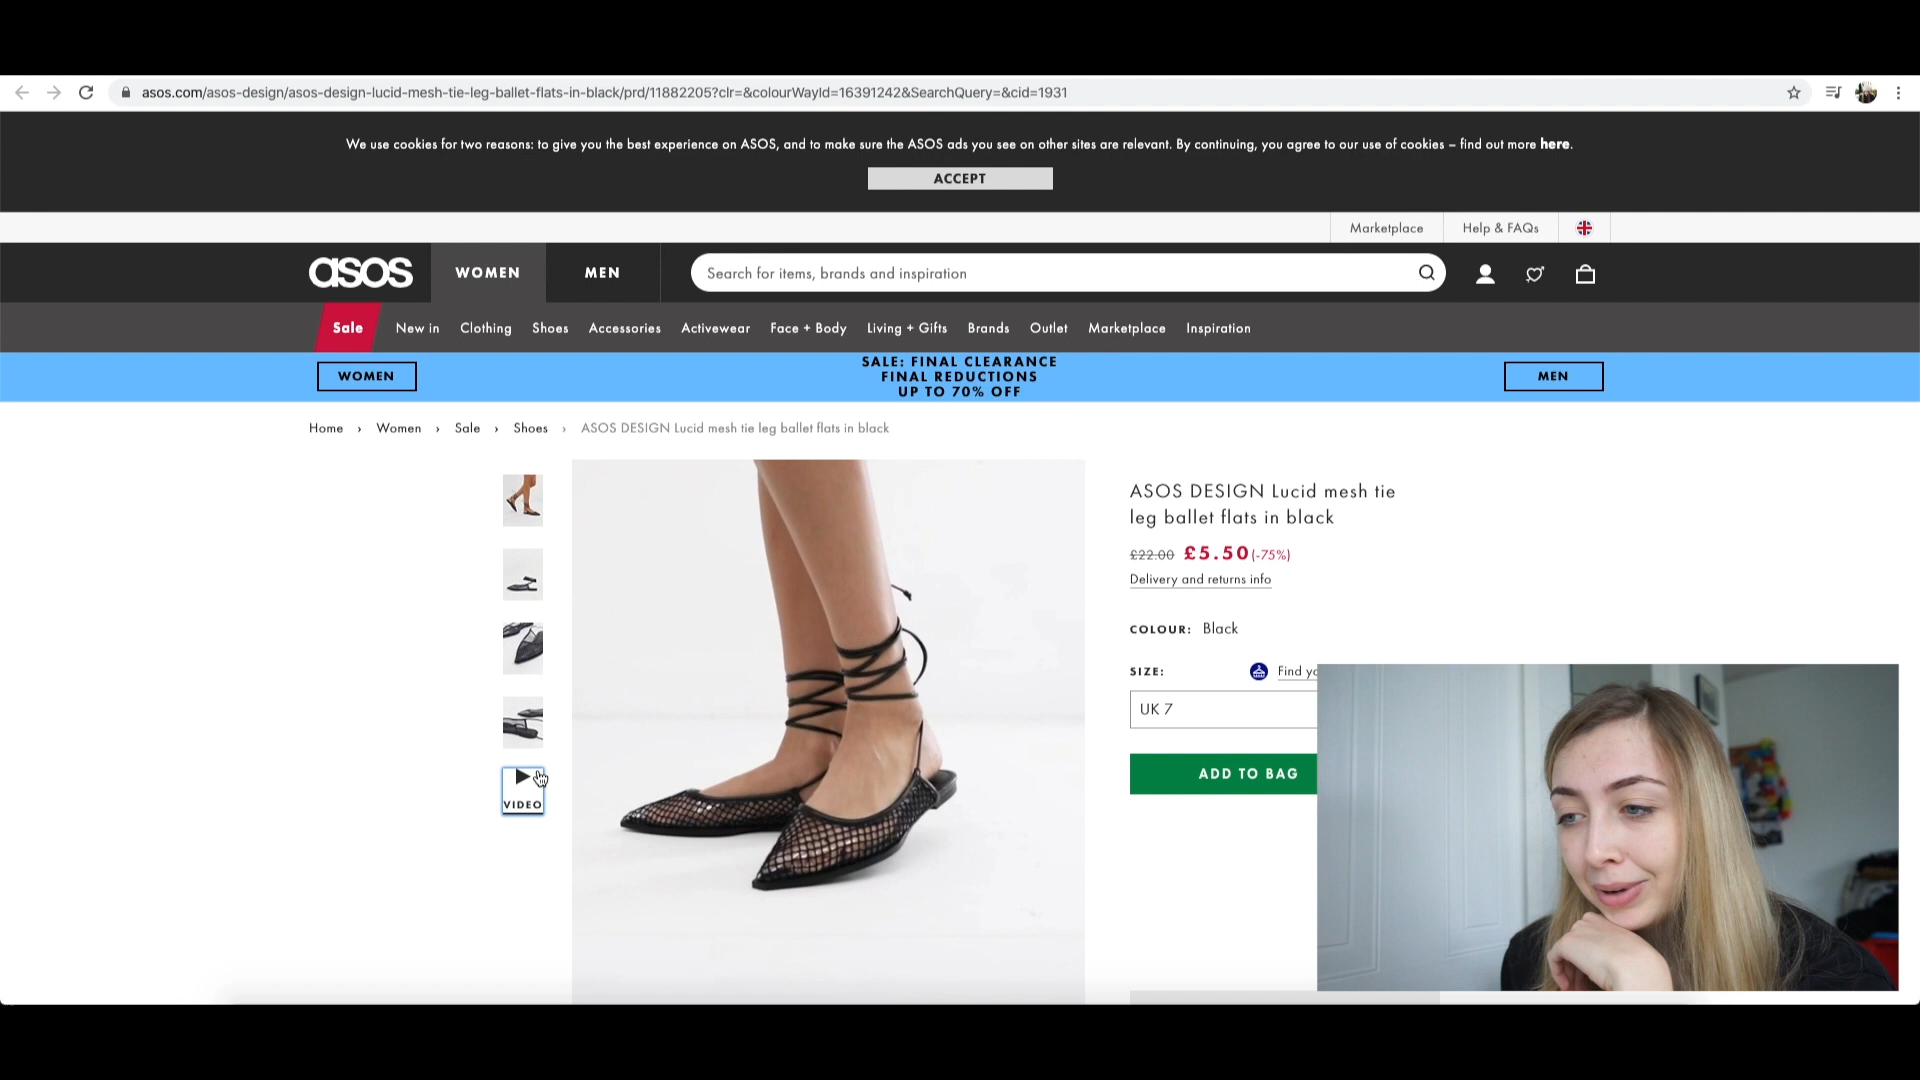 asos.com/asos-design/asos-design-lucid-mesh-tie-leg-ballet-flats-in-black/prd/11882205?clr=&colourWayId=16391242&SearchQuery=&cid=1931
We use cookies for two reasons: to give you the best experience on ASOS, and to make sure the ASOS ads you see on other sites are relevant. By continuing, you agree to our use of cookies – find out more here.
ACCEPT
Marketplace
Help & FAQs
asos
WOMEN
MEN
Search for items, brands and inspiration
Sale
New in
Clothing
Shoes
Accessories
Activewear
Face + Body
Living + Gifts
Brands
Outlet
Marketplace
Inspiration
WOMEN
SALE: FINAL CLEARANCE
FINAL REDUCTIONS
UP TO 70% OFF
MEN
Home › Women › Sale › Shoes › ASOS DESIGN Lucid mesh tie leg ballet flats in black
ASOS DESIGN Lucid mesh tie
leg ballet flats in black
£22.00 £5.50 (-75%)
Delivery and returns info
COLOUR: Black
SIZE:
Find
UK 7
ADD TO BAG
VIDEO